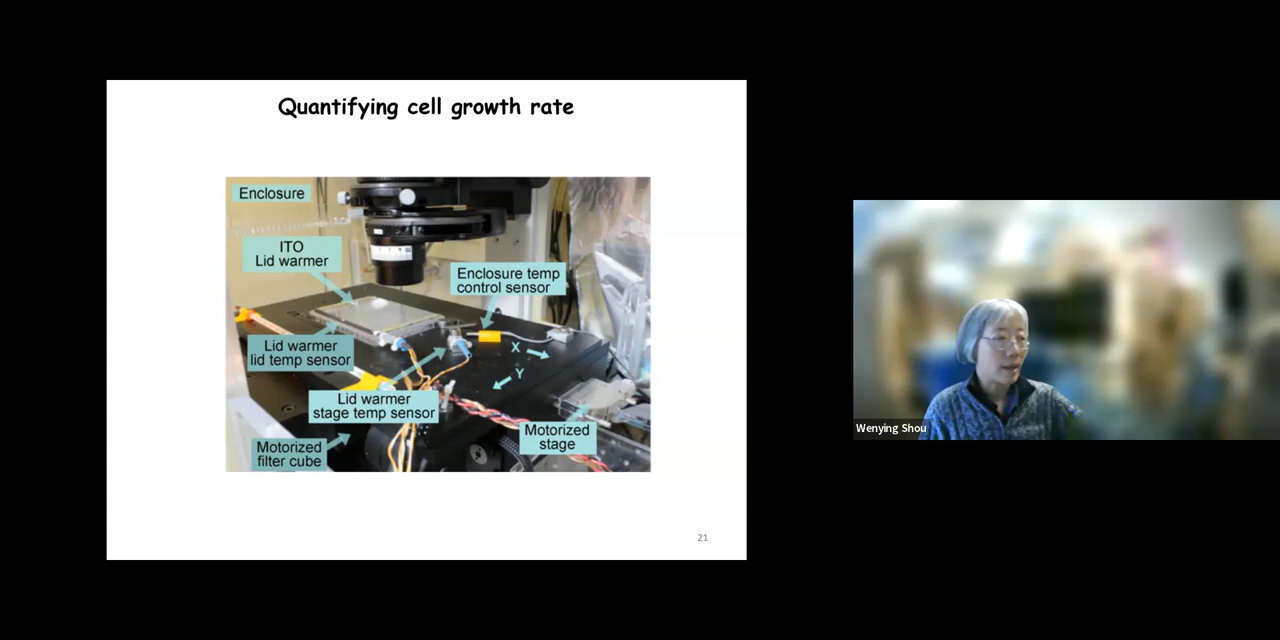 Quantifying cell growth rate
Enclosure
ITO
Lid warmer
Enclosure temp
control sensor
Lid warmer
lid temp sensor
X
Y
Lid warmer
stage temp sensor
Motorized
stage
Motorized
filter cube
21
Wenying Shou